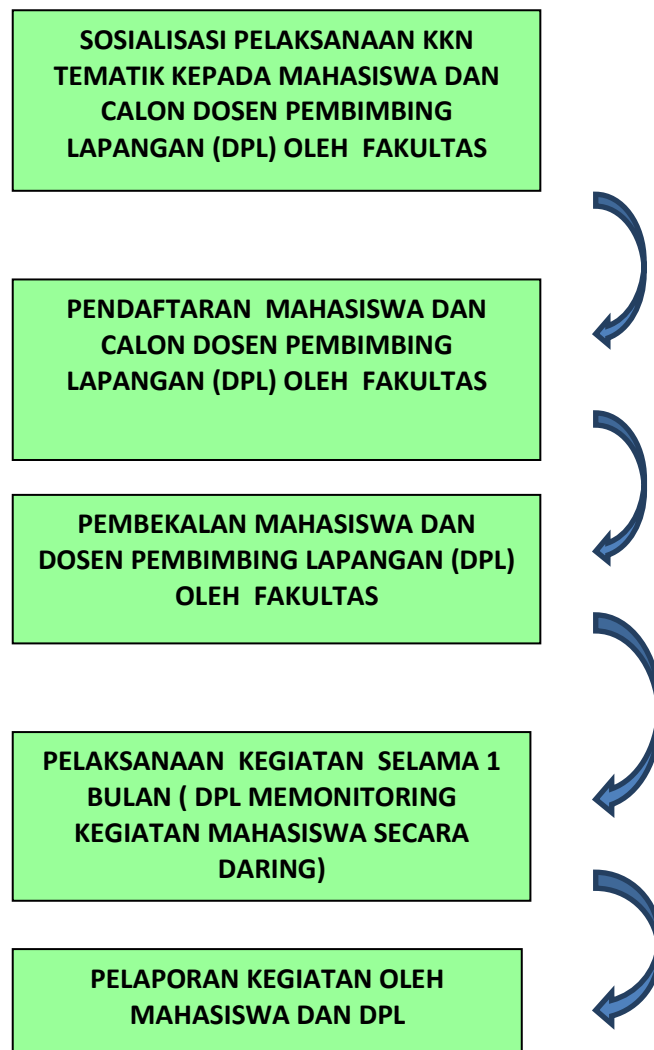 SOSIALISASI PELAKSANAAN KKN
TEMATIK KEPADA MAHASISWA DAN
CALON DOSEN PEMBIMBING
LAPANGAN (DPL) OLEH FAKULTAS
PENDAFTARAN MAHASISWA DAN
CALON DOSEN PEMBIMBING
LAPANGAN (DPL) OLEH FAKULTAS
PEMBEKALAN MAHASISWA DAN
DOSEN PEMBIMBING LAPANGAN (DPL)
OLEH FAKULTAS
PELAKSANAAN KEGIATAN SELAMA 1
BULAN ( DPL MEMONITORING
KEGIATAN MAHASISWA SECARA
DARING)
PELAPORAN KEGIATAN OLEH
MAHASISWA DAN DPL